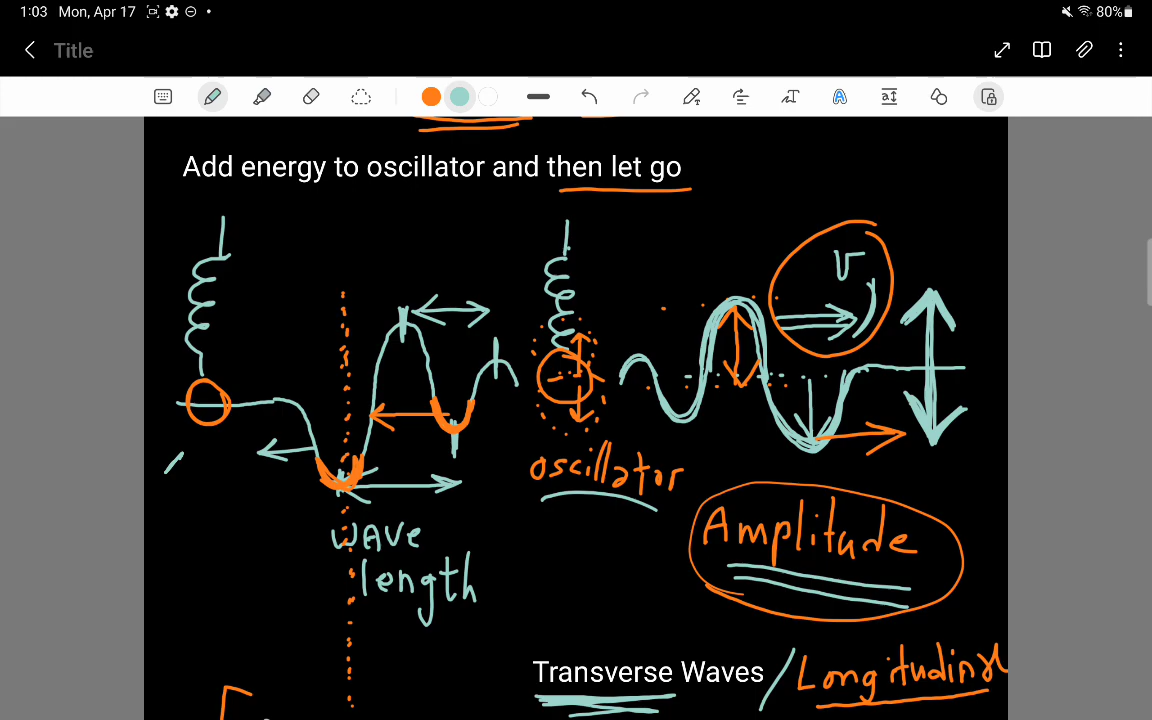 1:03 Mon, Apr 17
80%
Title
Add energy to oscillator and then let go
v
oscillator
wave
length
Amplitude
Transverse Waves / Longitudinal